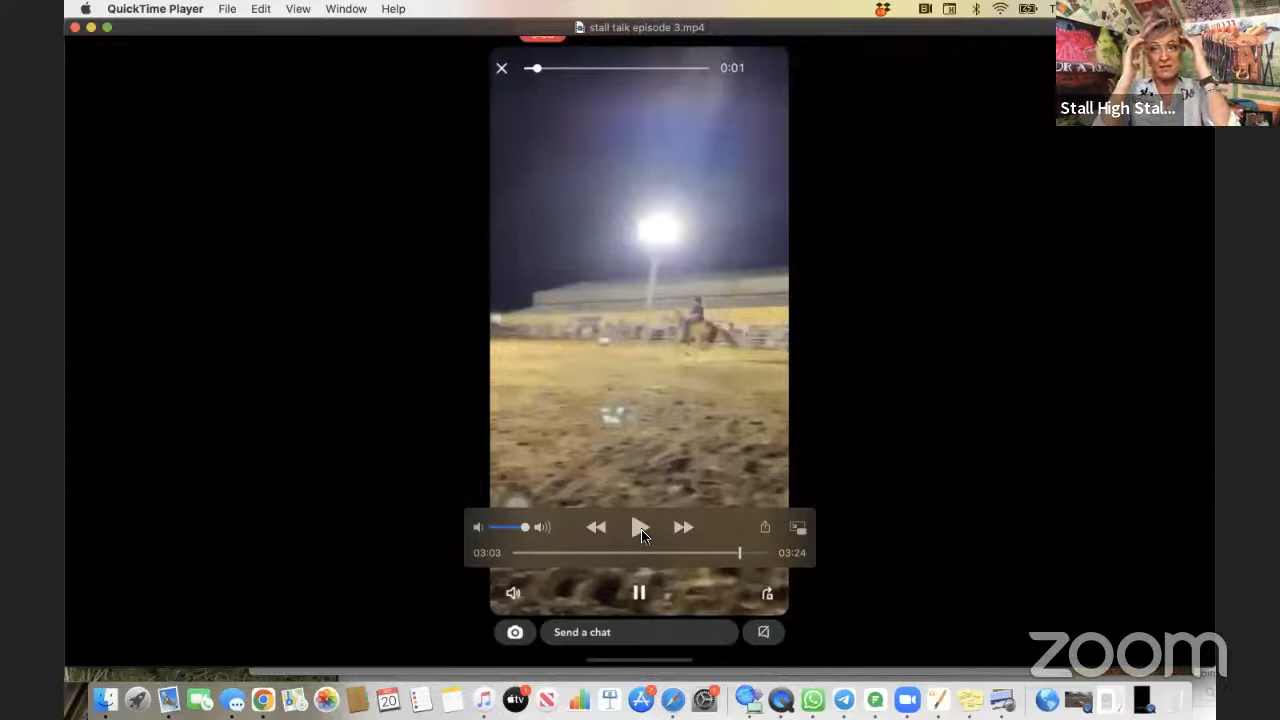 QuickTime Player File Edit View Window Help
stall talk episode 3.mp4
0:01
Stall High Stal...
03:03
03:24
Send a chat
zoom